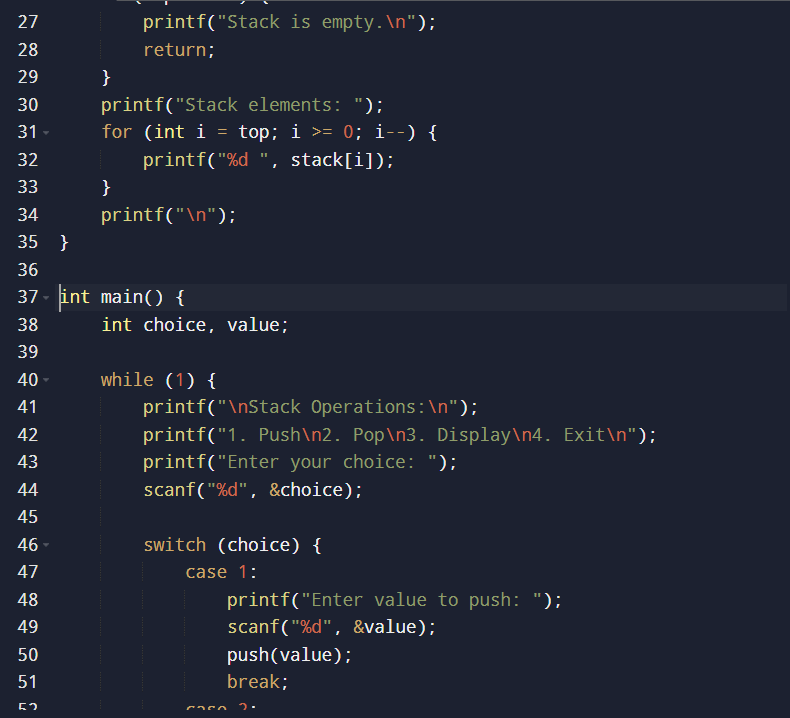 27 printf("Stack is empty.\n");
28 return;
29 }
30 printf("Stack elements: ");
31 for (int i = top; i >= 0; i--) {
32 printf("%d ", stack[i]);
33 }
34 printf("\n");
35 }
36
37 int main() {
38 int choice, value;
39
40 while (1) {
41 printf("\nStack Operations:\n");
42 printf("1. Push\n2. Pop\n3. Display\n4. Exit\n");
43 printf("Enter your choice: ");
44 scanf("%d", &choice);
45
46 switch (choice) {
47 case 1:
48 printf("Enter value to push: ");
49 scanf("%d", &value);
50 push(value);
51 break;
52 case 2: